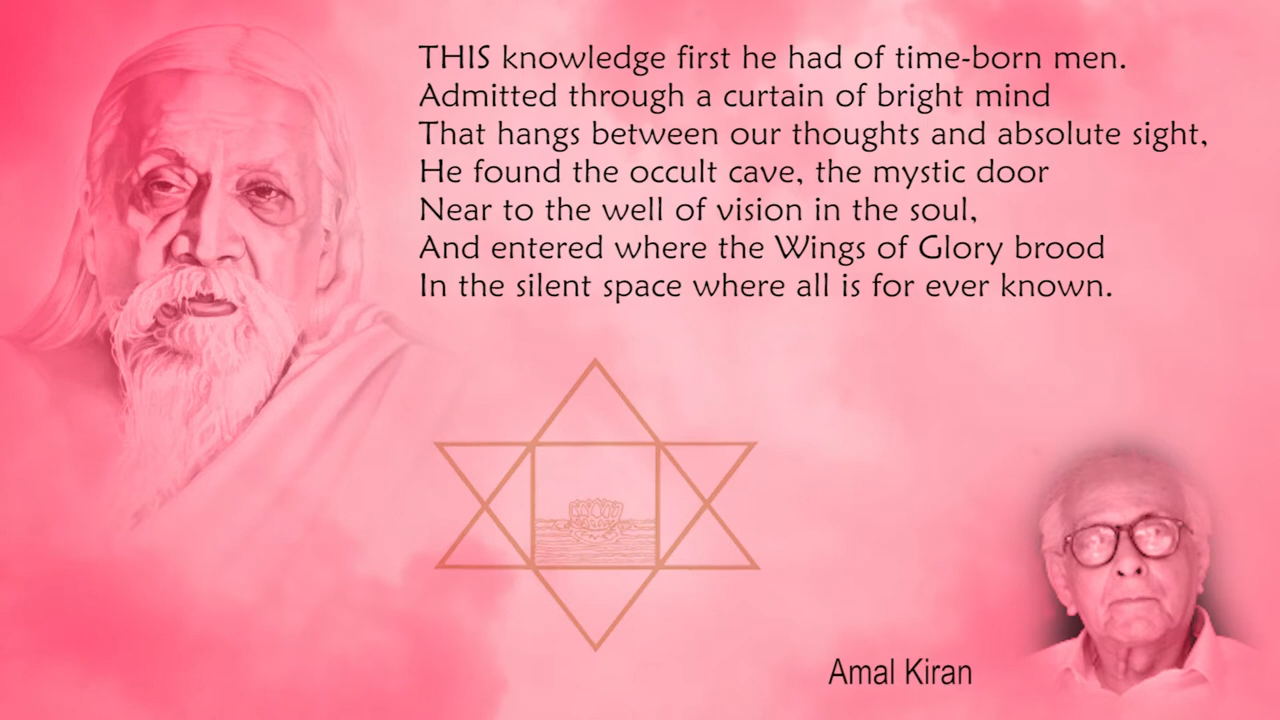 THIS knowledge first he had of time-born men.
Admitted through a curtain of bright mind
That hangs between our thoughts and absolute sight,
He found the occult cave, the mystic door
Near to the well of vision in the soul,
And entered where the Wings of Glory brood
In the silent space where all is for ever known.
Amal Kiran